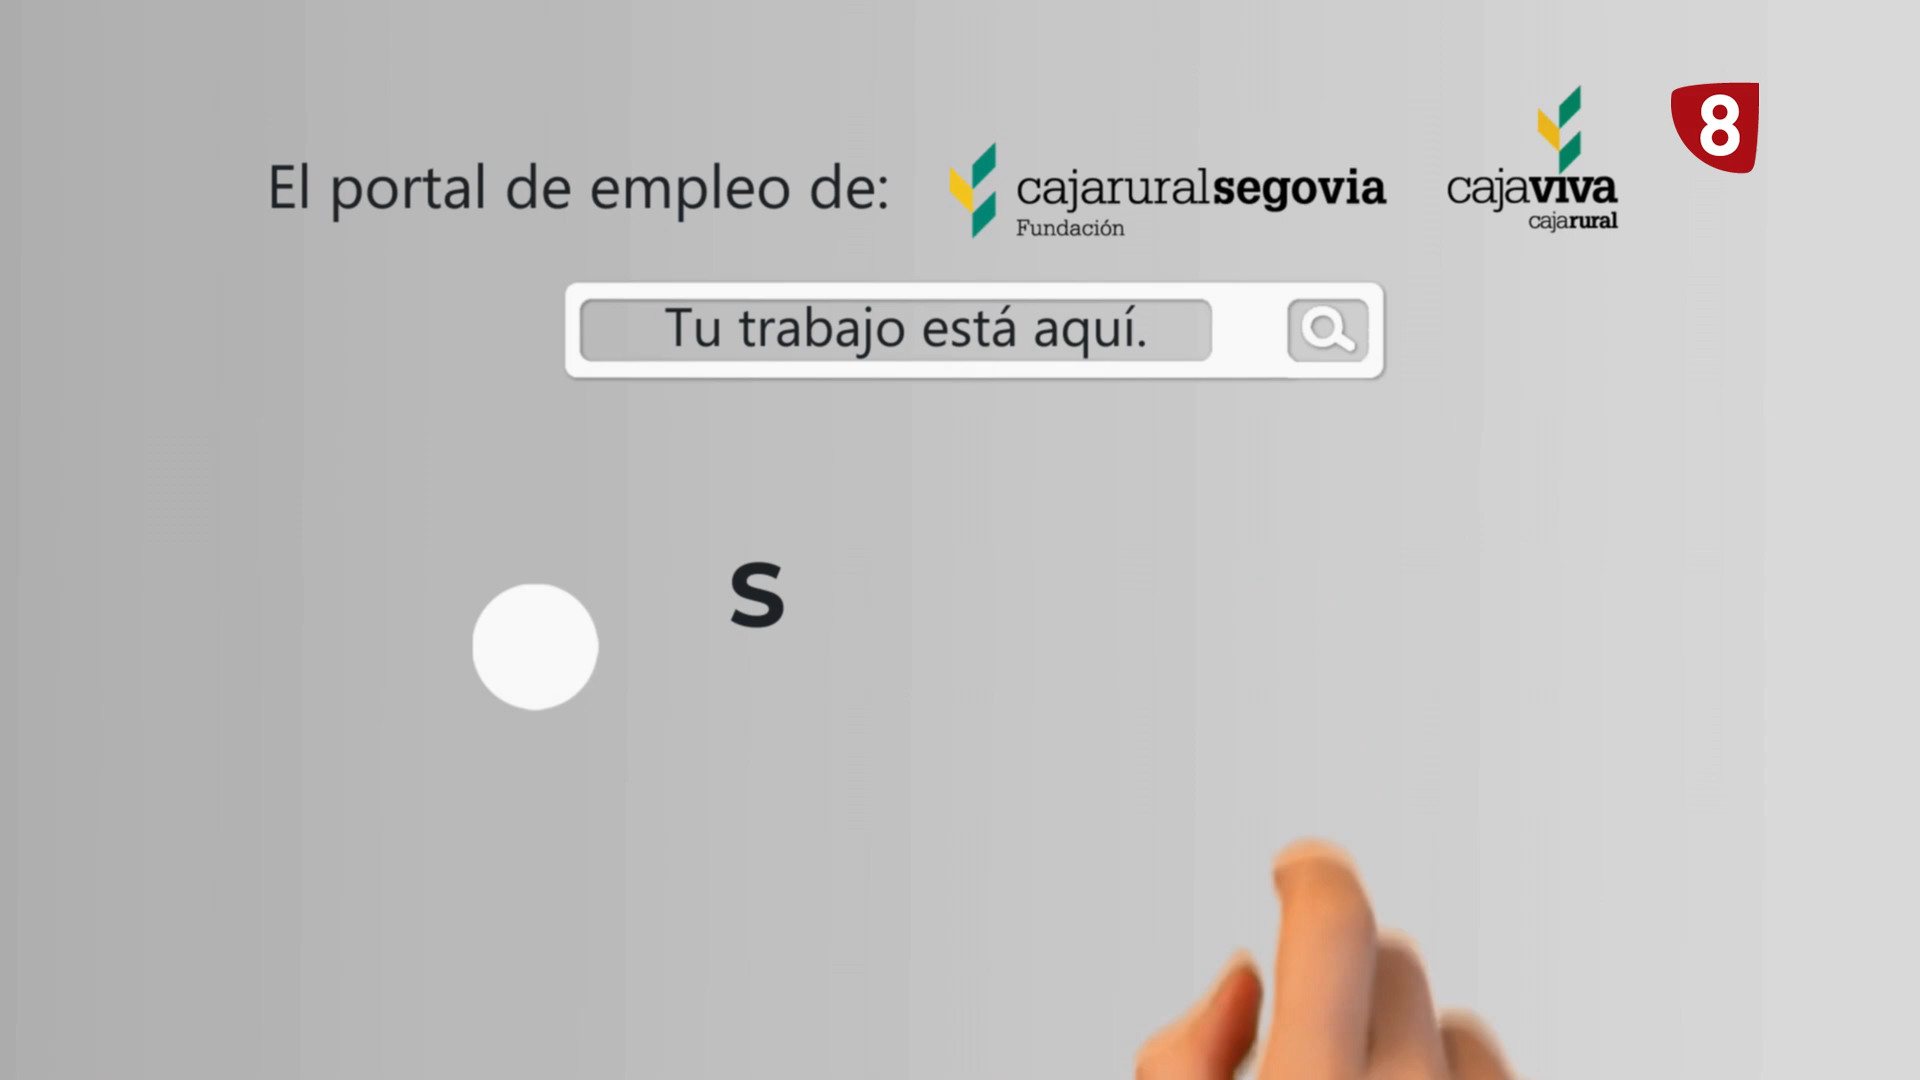 El portal de empleo de:
cajaruralsegovia
Fundación
cajaviva
cajarural
8
Tu trabajo está aquí.
s